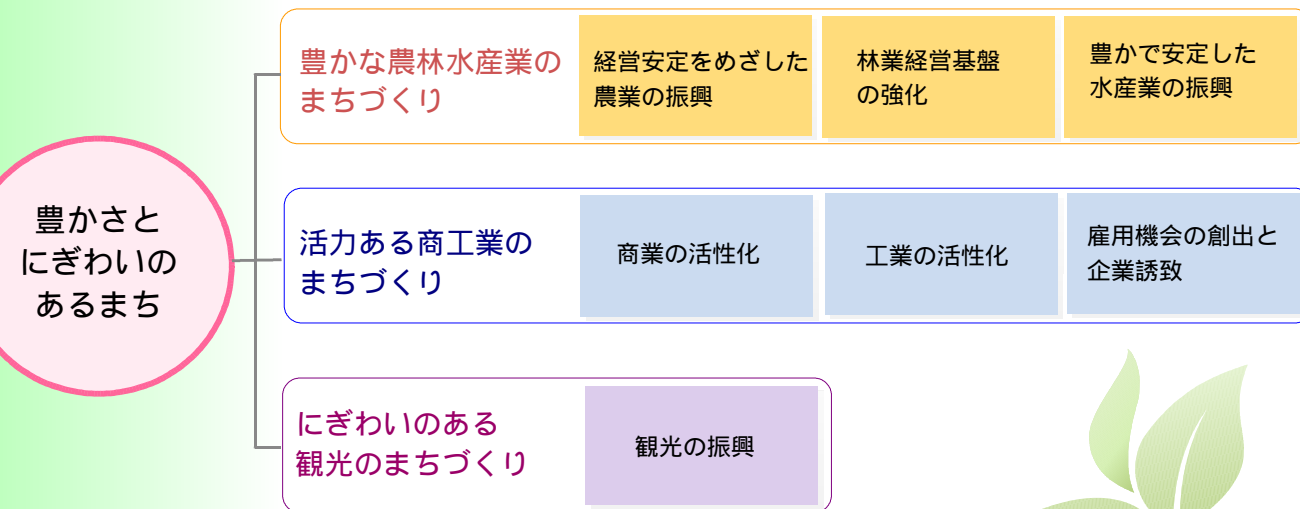 豊かさと
にぎわいの
あるまち
豊かな農林水産業の
まちづくり
経営安定をめざした
農業の振興
林業経営基盤
の強化
豊かで安定した
水産業の振興
活力ある商工業の
まちづくり
商業の活性化
工業の活性化
雇用機会の創出と
企業誘致
にぎわいのある
観光のまちづくり
観光の振興